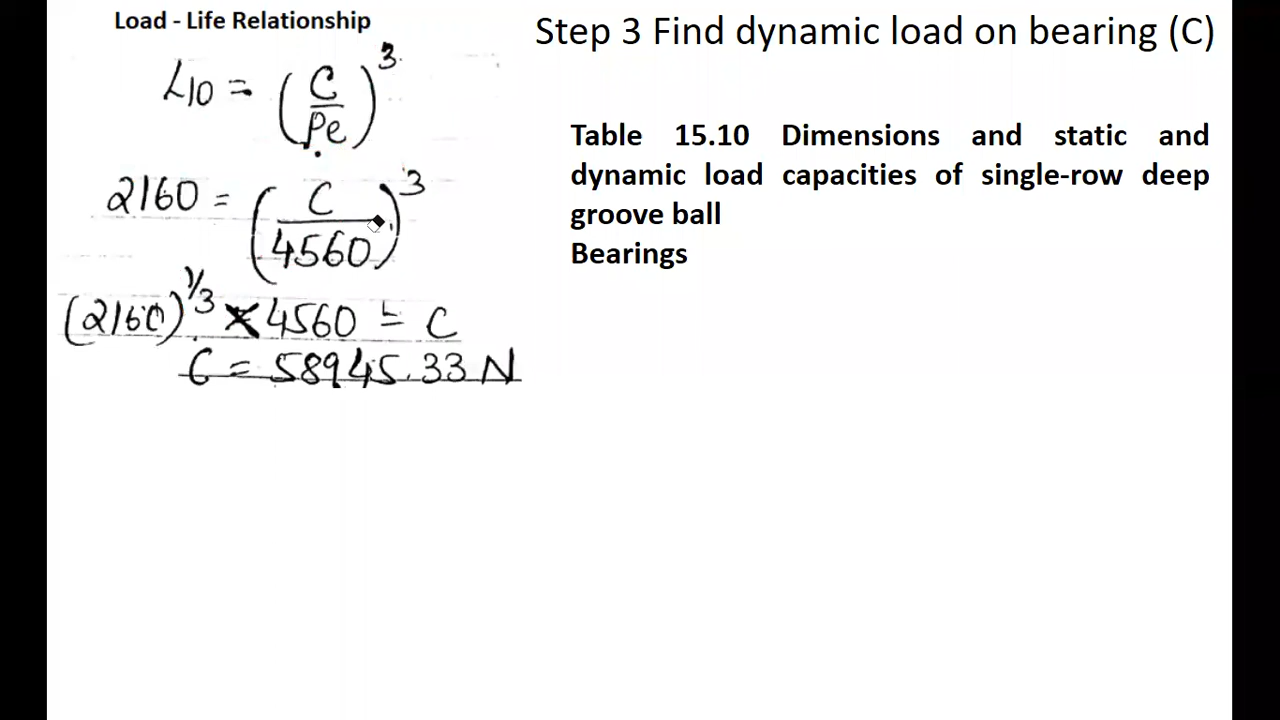 Load - Life Relationship
L10 = (C/Pe)^3
2160 = (C/4560)^3
(2160)^1/3 × 4560 = C
C = 58945.33 N
Step 3 Find dynamic load on bearing (C)
Table 15.10 Dimensions and static and
dynamic load capacities of single-row deep
groove ball
Bearings